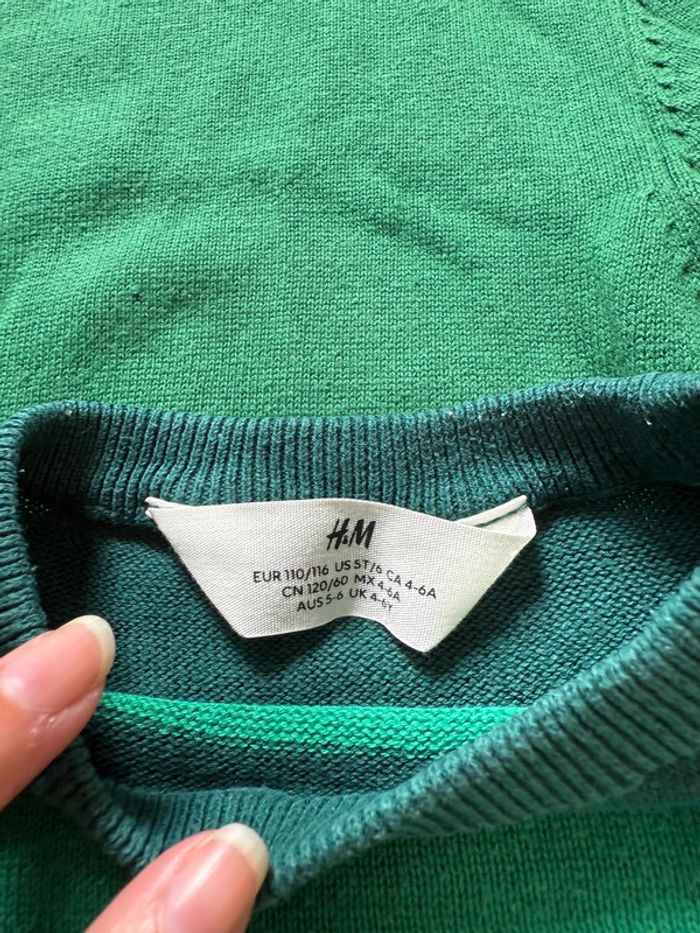 H&M
EUR 110/116 US 5T/6 CA 4-6A
CN 120/60 MX 4-6A
AUS 5-6 UK 4-6Y